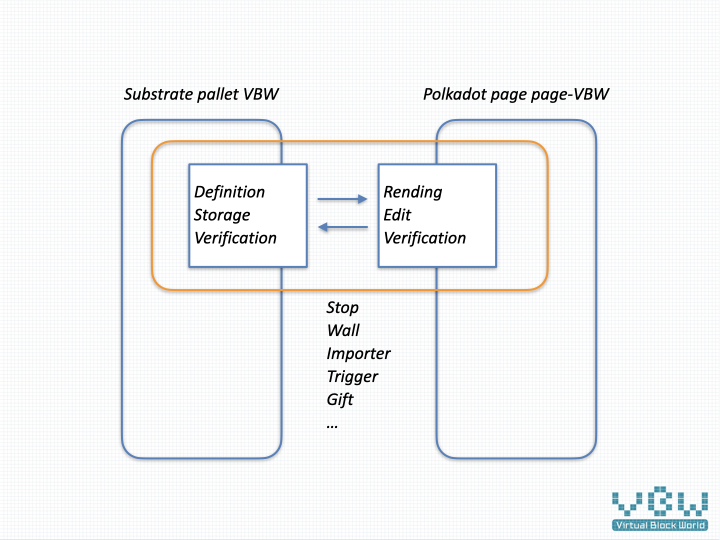 Substrate pallet VBW
Polkadot page page-VBW
Definition
Storage
Verification
Rending
Edit
Verification
Stop
Wall
Importer
Trigger
Gift
...
VBW
Virtual Block World